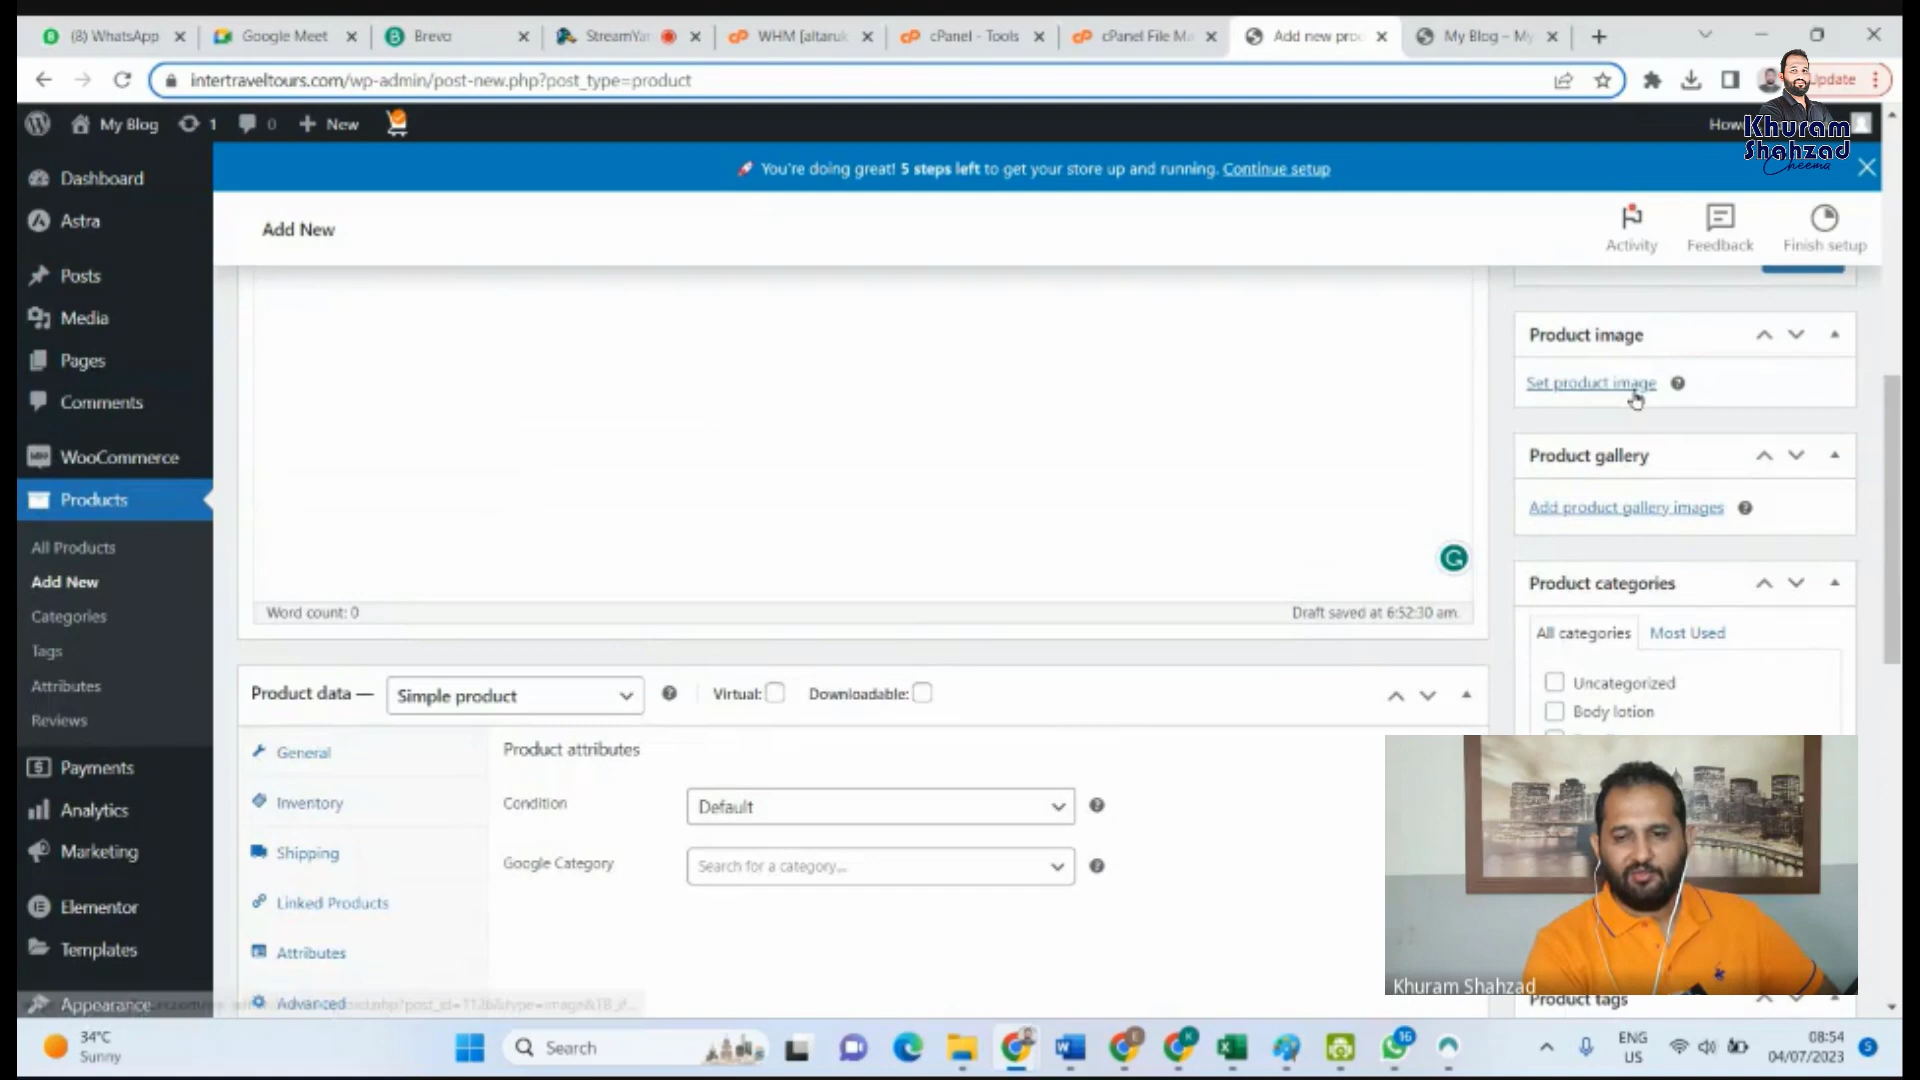 (8) WhatsApp
Google Meet
Brevo
StreamYar
WHM [altaruk
cPanel - Tools
cPanel File Ma
Add new proc
My Blog – My
intertraveltours.com/wp-admin/post-new.php?post_type=product
Update
My Blog
1
0
New
How
Khuram
Shahzad
Cheema
You're doing great! 5 steps left to get your store up and running. Continue setup
Add New
Activity
Feedback
Finish setup
Dashboard
Astra
Posts
Media
Pages
Comments
WooCommerce
Products
All Products
Add New
Categories
Tags
Attributes
Reviews
Payments
Analytics
Marketing
Elementor
Templates
Appearance
Word count: 0
Draft saved at 6:52:30 am.
Product data —
Simple product
Virtual:
Downloadable:
General
Inventory
Shipping
Linked Products
Attributes
Advanced
Product attributes
Condition
Default
Google Category
Search for a category...
Product image
Set product image
Product gallery
Add product gallery images
Product categories
All categories
Most Used
Uncategorized
Body lotion
Khuram Shahzad
Product tags
34°C
Sunny
Search
16
ENG
US
08:54
04/07/2023
5